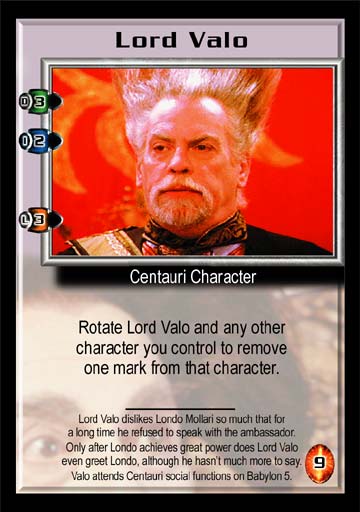 Lord Valo
D 3
I 2
L 3
Centauri Character
Rotate Lord Valo and any other
character you control to remove
one mark from that character.
Lord Valo dislikes Londo Mollari so much that for
a long time he refused to speak with the ambassador.
Only after Londo achieves great power does Lord Valo
even greet Londo, although he hasn't much more to say.
Valo attends Centauri social functions on Babylon 5.
9